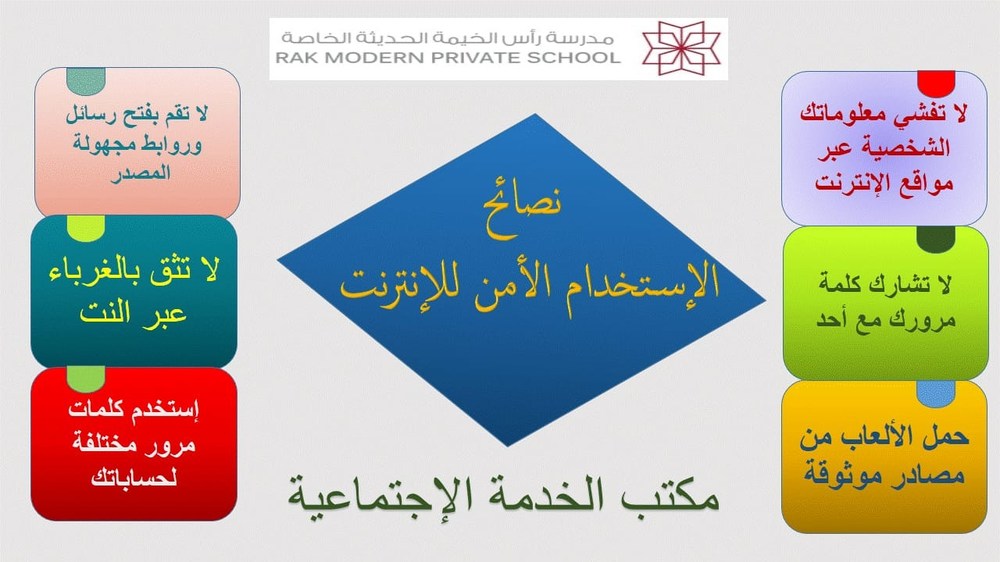 مدرسة رأس الخيمة الحديثة الخاصة
RAK MODERN PRIVATE SCHOOL
نصائح
الإستخدام الأمن للإنترنت
لا تفشي معلوماتك
الشخصية عبر
مواقع الإنترنت
لا تشارك كلمة
مرورك مع أحد
حمل الألعاب من
مصادر موثوقة
لا تقم بفتح رسائل
وروابط مجهولة
المصدر
لا تثق بالغرباء
عبر النت
إستخدم كلمات
مرور مختلفة
لحساباتك
مكتب الخدمة الإجتماعية